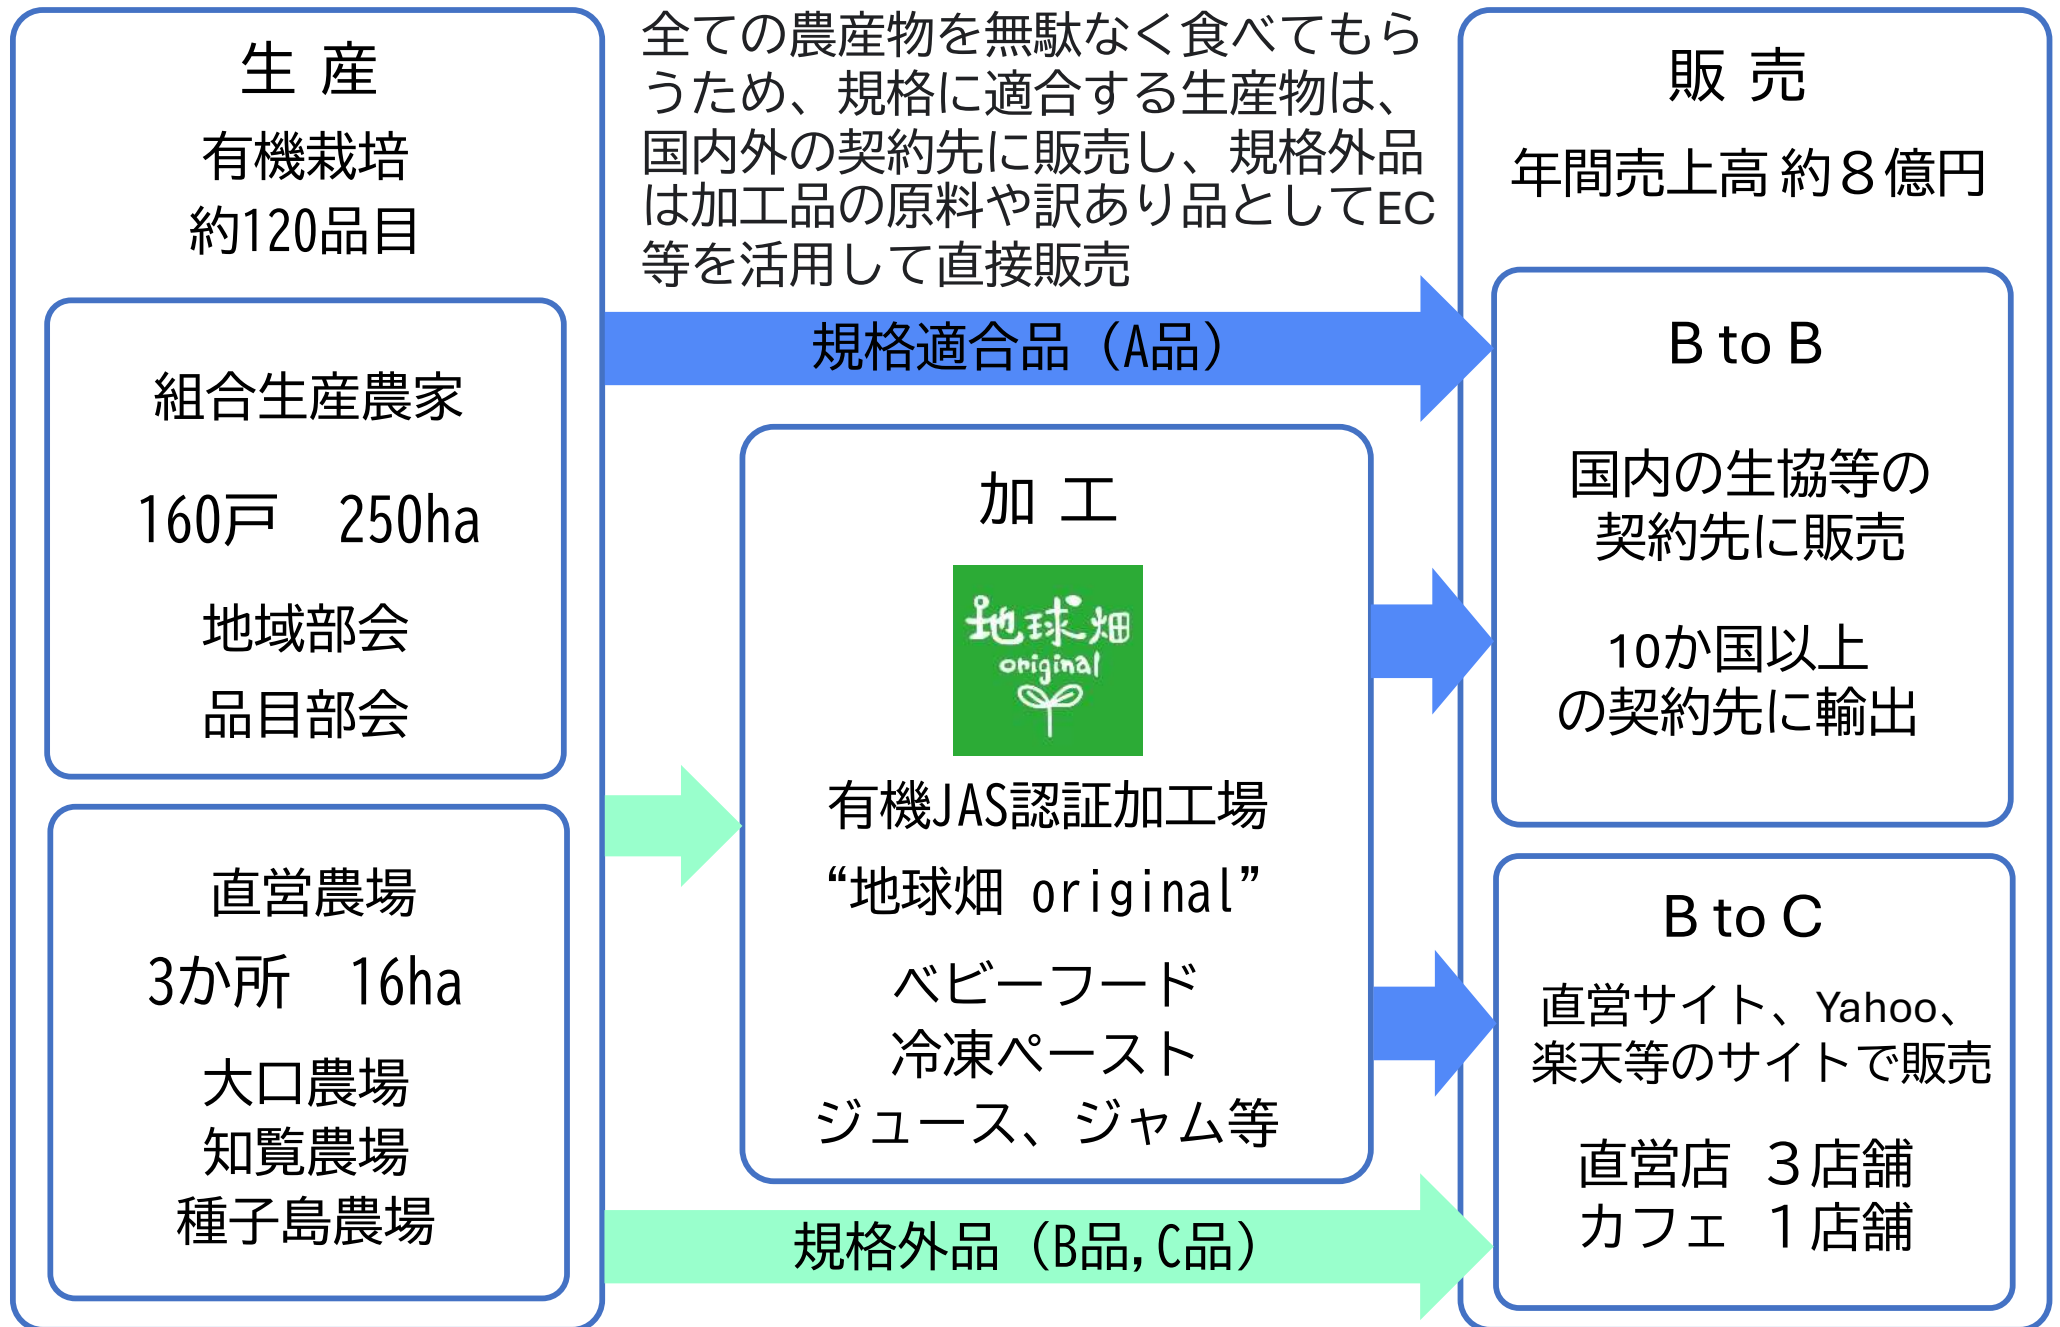 生 産
有機栽培
約120品目
組合生産農家
160戸　250ha
地域部会
品目部会
直営農場
3か所　16ha
大口農場
知覧農場
種子島農場
全ての農産物を無駄なく食べてもら
うため、規格に適合する生産物は、
国内外の契約先に販売し、規格外品
は加工品の原料や訳あり品としてEC
等を活用して直接販売
規格適合品（A品）
加 工
地球畑
original
有機JAS認証加工場
“地球畑 original”
ベビーフード
冷凍ペースト
ジュース、ジャム等
規格外品（B品,C品）
販 売
年間売上高 約８億円
B to B
国内の生協等の
契約先に販売
10か国以上
の契約先に輸出
B to C
直営サイト、Yahoo、
楽天等のサイトで販売
直営店 ３店舗
カフェ １店舗